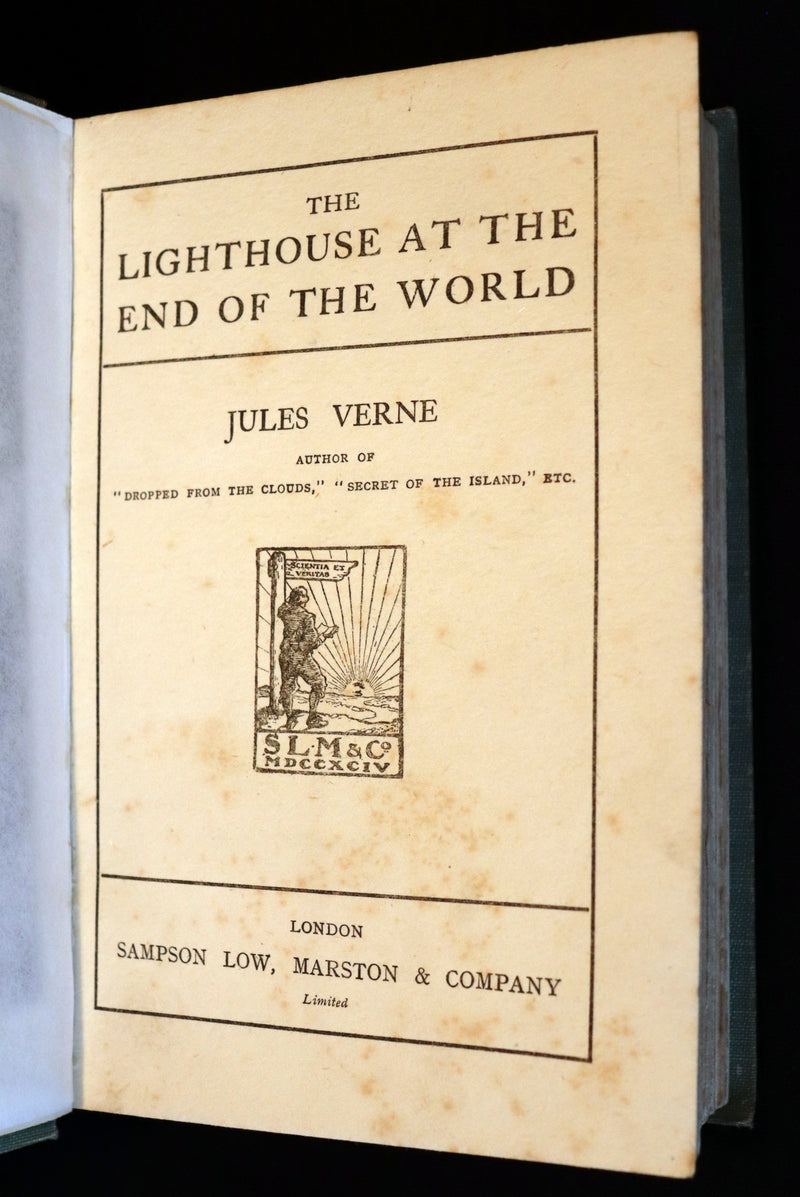 THE
LIGHTHOUSE AT THE
END OF THE WORLD
JULES VERNE
AUTHOR OF
"DROPPED FROM THE CLOUDS," "SECRET OF THE ISLAND," ETC.
SCIENTIA ET
VERITAS
S L·M & Co
MDCCXCIV
LONDON
SAMPSON LOW, MARSTON & COMPANY
Limited